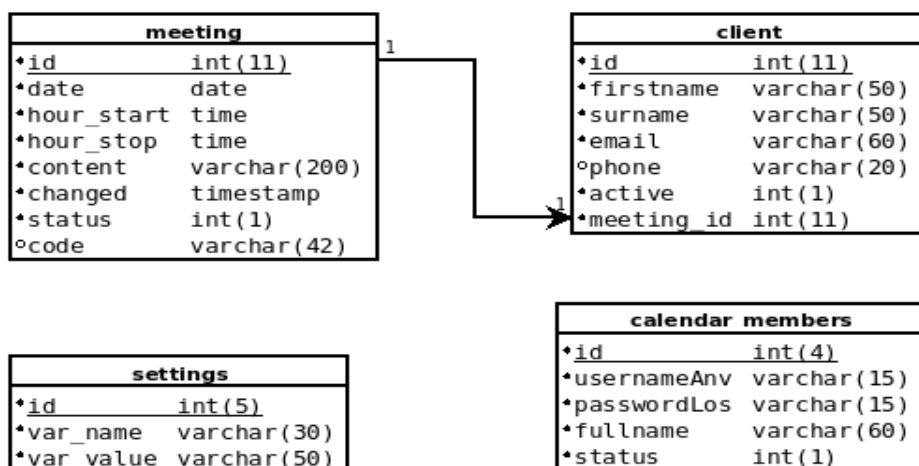 meeting
id int(11)
date date
hour_start time
hour_stop time
content varchar(200)
changed timestamp
status int(1)
code varchar(42)
1
1
client
id int(11)
firstname varchar(50)
surname varchar(50)
email varchar(60)
phone varchar(20)
active int(1)
meeting_id int(11)
settings
id int(5)
var_name varchar(30)
var_value varchar(50)
calendar members
id int(4)
usernameAnv varchar(15)
passwordLos varchar(15)
fullname varchar(60)
status int(1)